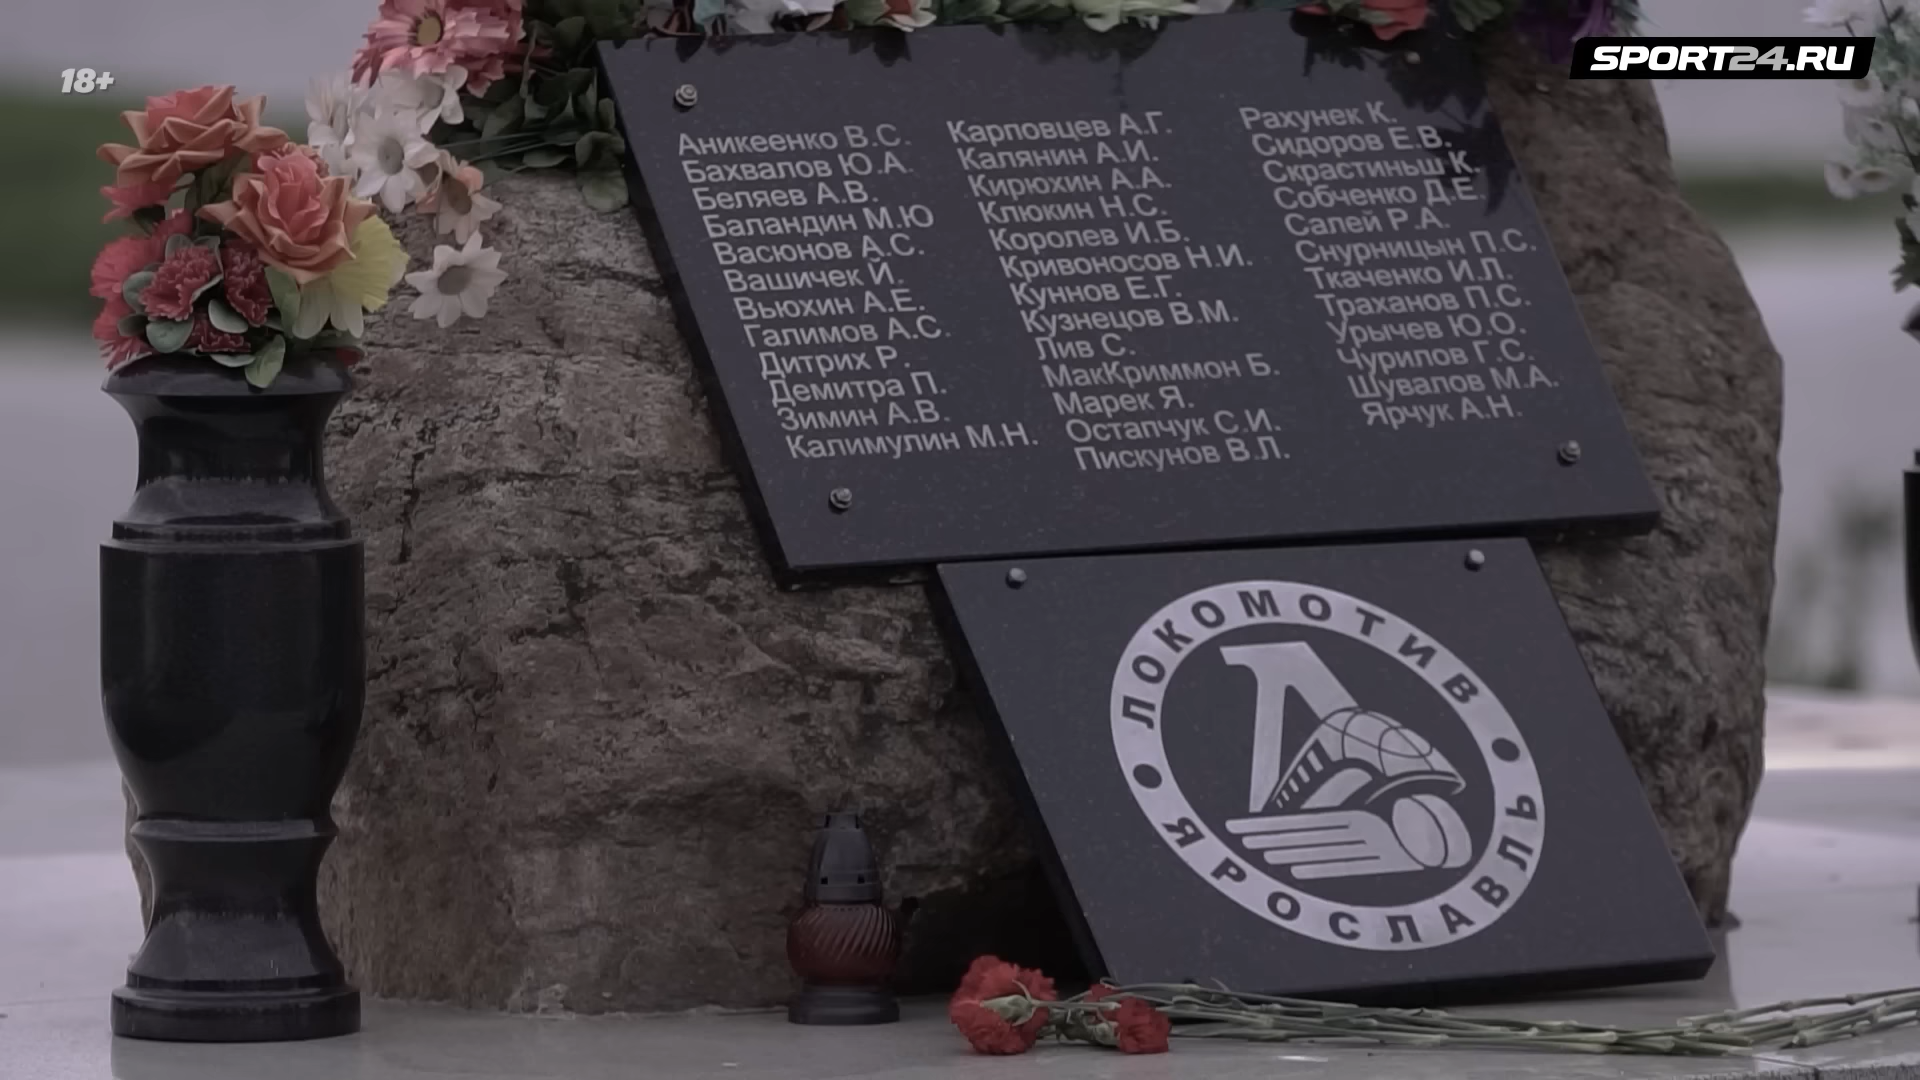 18+
SPORT24.RU
Аникеенко В.С.
Бахвалов Ю.А.
Беляев А.В.
Баландин М.Ю
Васюнов А.С.
Вашичек Й.
Вьюхин А.Е.
Галимов А.С.
Дитрих Р.
Демитра П.
Зимин А.В.
Калимулин М.Н.
Карповцев А.Г.
Калянин А.И.
Кирюхин А.А.
Клюкин Н.С.
Королев И.Б.
Кривоносов Н.И.
Куннов Е.Г.
Кузнецов В.М.
Лив С.
МакКриммон Б.
Марек Я.
Остапчук С.И.
Пискунов В.Л.
Рахунек К.
Сидоров Е.В.
Скрастиньш К.
Собченко Д.Е.
Салей Р.А.
Снурницын П.С.
Ткаченко И.Л.
Траханов П.С.
Урычев Ю.О.
Чурилов Г.С.
Шувалов М.А.
Ярчук А.Н.
ЛОКОМОТИВ
ЯРОСЛАВЛЬ